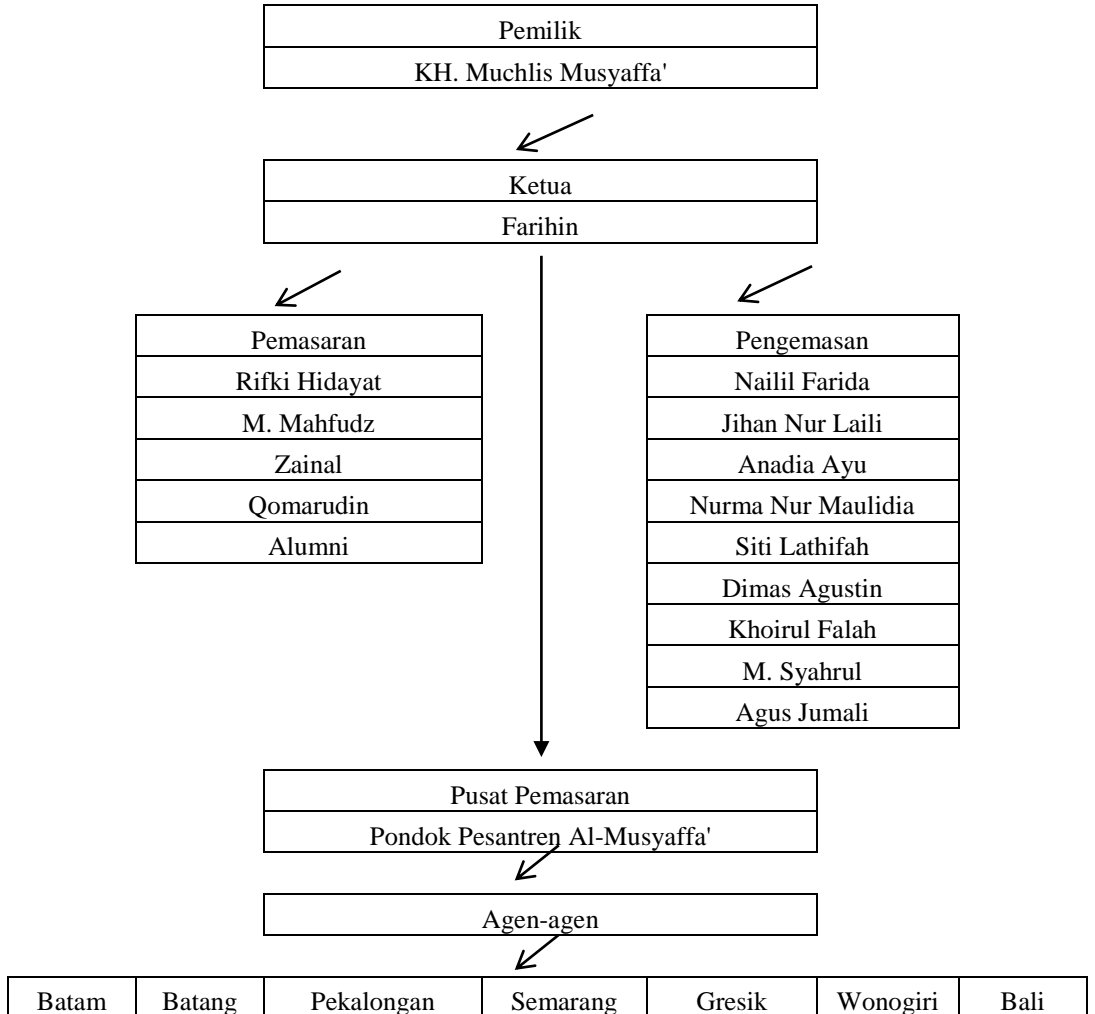 Pemilik
KH. Muchlis Musyaffa'
Ketua
Farihin
Pemasaran
Rifki Hidayat
M. Mahfudz
Zainal
Qomarudin
Alumni
Pengemasan
Nailil Farida
Jihan Nur Laili
Anadia Ayu
Nurma Nur Maulidia
Siti Lathifah
Dimas Agustin
Khoirul Falah
M. Syahrul
Agus Jumali
Pusat Pemasaran
Pondok Pesantren Al-Musyaffa'
Agen-agen
Batam Batang Pekalongan Semarang Gresik Wonogiri Bali